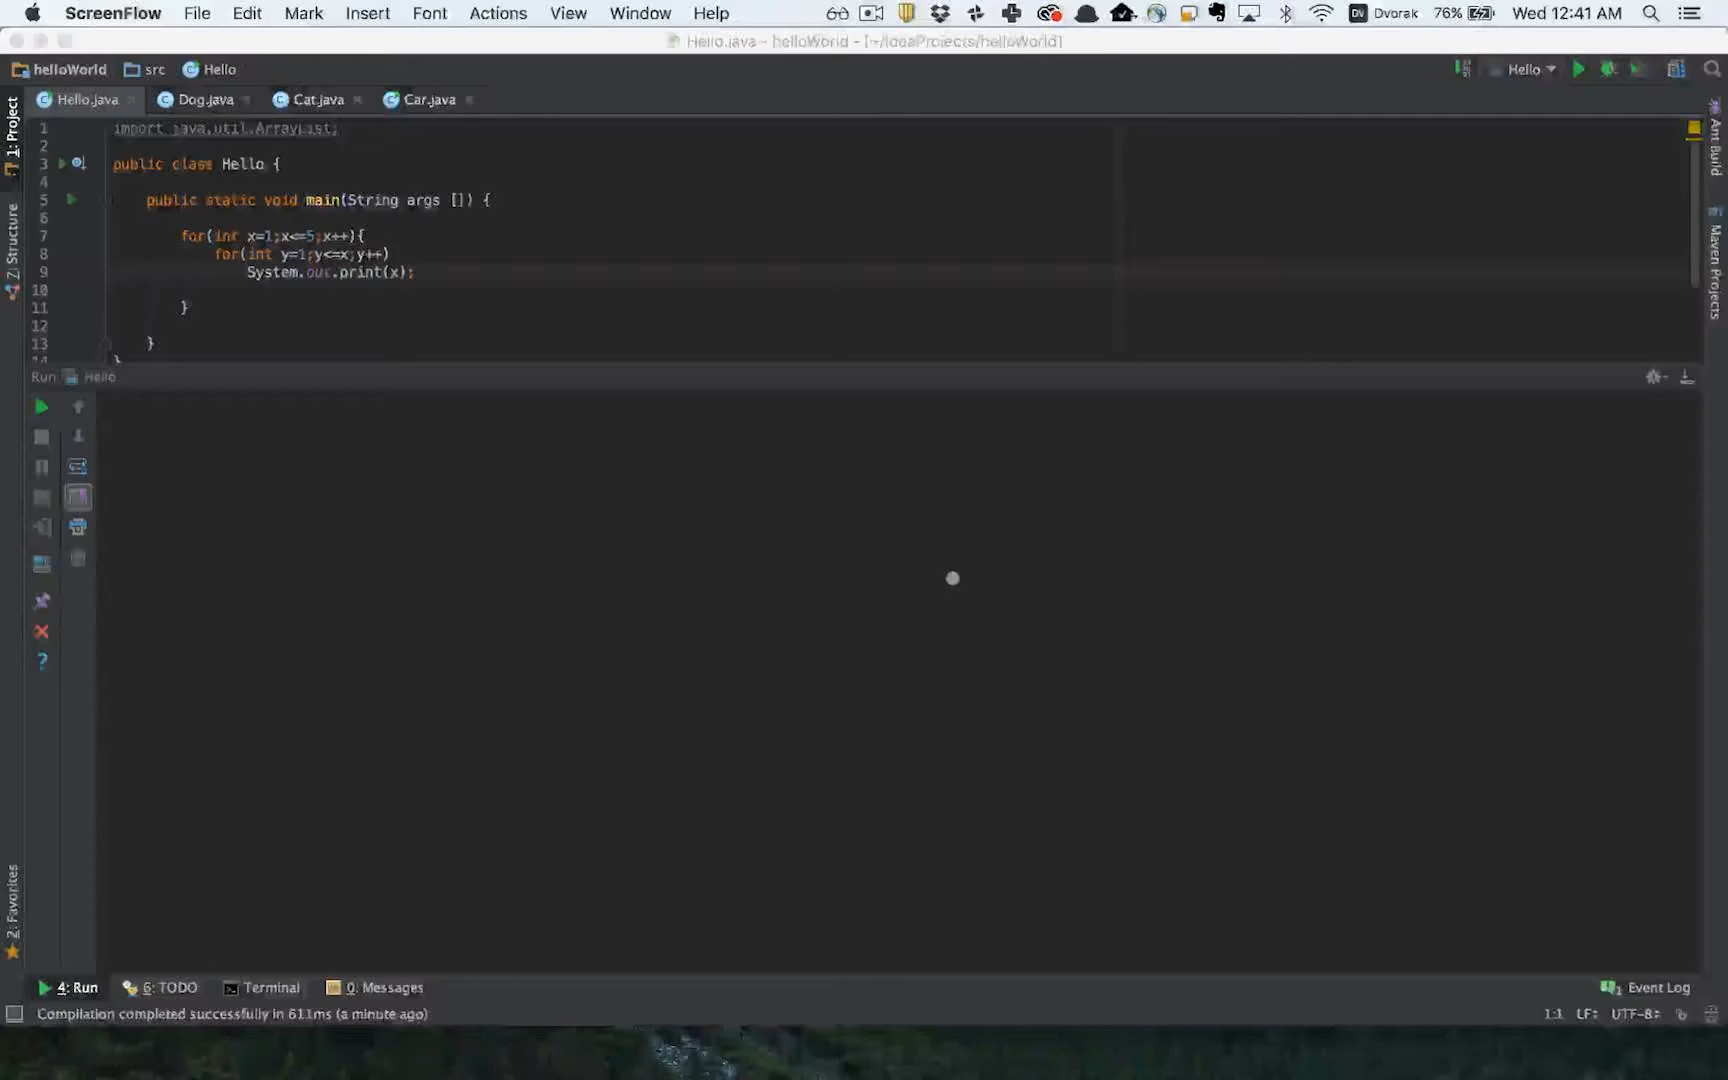 ScreenFlow File Edit Mark Insert Font Actions View Window Help DV Dvorak 76% Wed 12:41 AM
Hello.java - helloWorld - [~/IdeaProjects/helloWorld]
helloWorld src Hello Hello
Hello.java Dog.java Cat.java Car.java
1: Project
Z: Structure
2: Favorites
Ant Build
Maven Projects
1 import java.util.ArrayList;
2
3 public class Hello {
4
5 public static void main(String args []) {
6
7 for(int x=1;x<=5;x++){
8 for(int y=1;y<=x;y++)
9 System.out.print(x);
10
11 }
12
13 }
14 }
Run Hello
?
4: Run 6: TODO Terminal 0: Messages Event Log
Compilation completed successfully in 611ms (a minute ago) 1:1 LF: UTF-8: